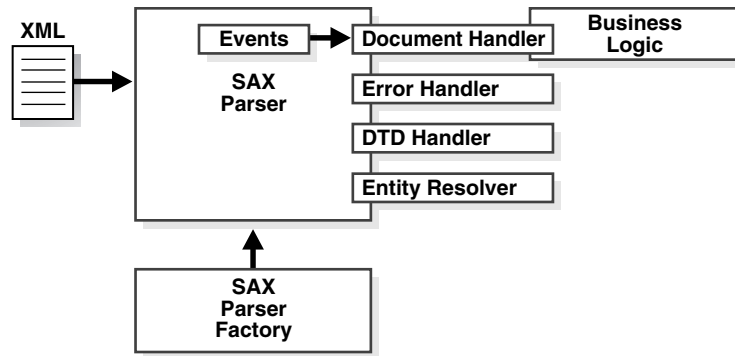 XML
Events
SAX
Parser
Document Handler
Error Handler
DTD Handler
Entity Resolver
Business
Logic
SAX
Parser
Factory